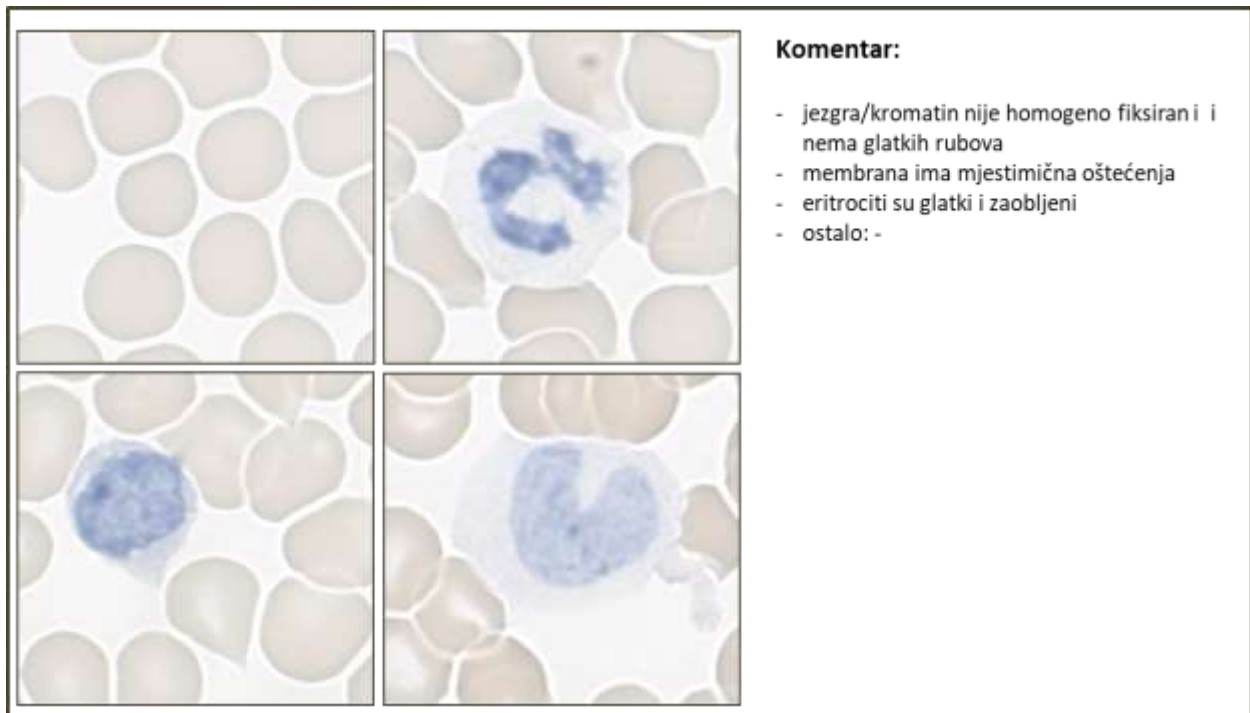 Komentar:
- jezgra/kromatin nije homogeno fiksiran i i
nema glatkih rubova
- membrana ima mjestimična oštećenja
- eritrociti su glatki i zaobljeni
- ostalo: -